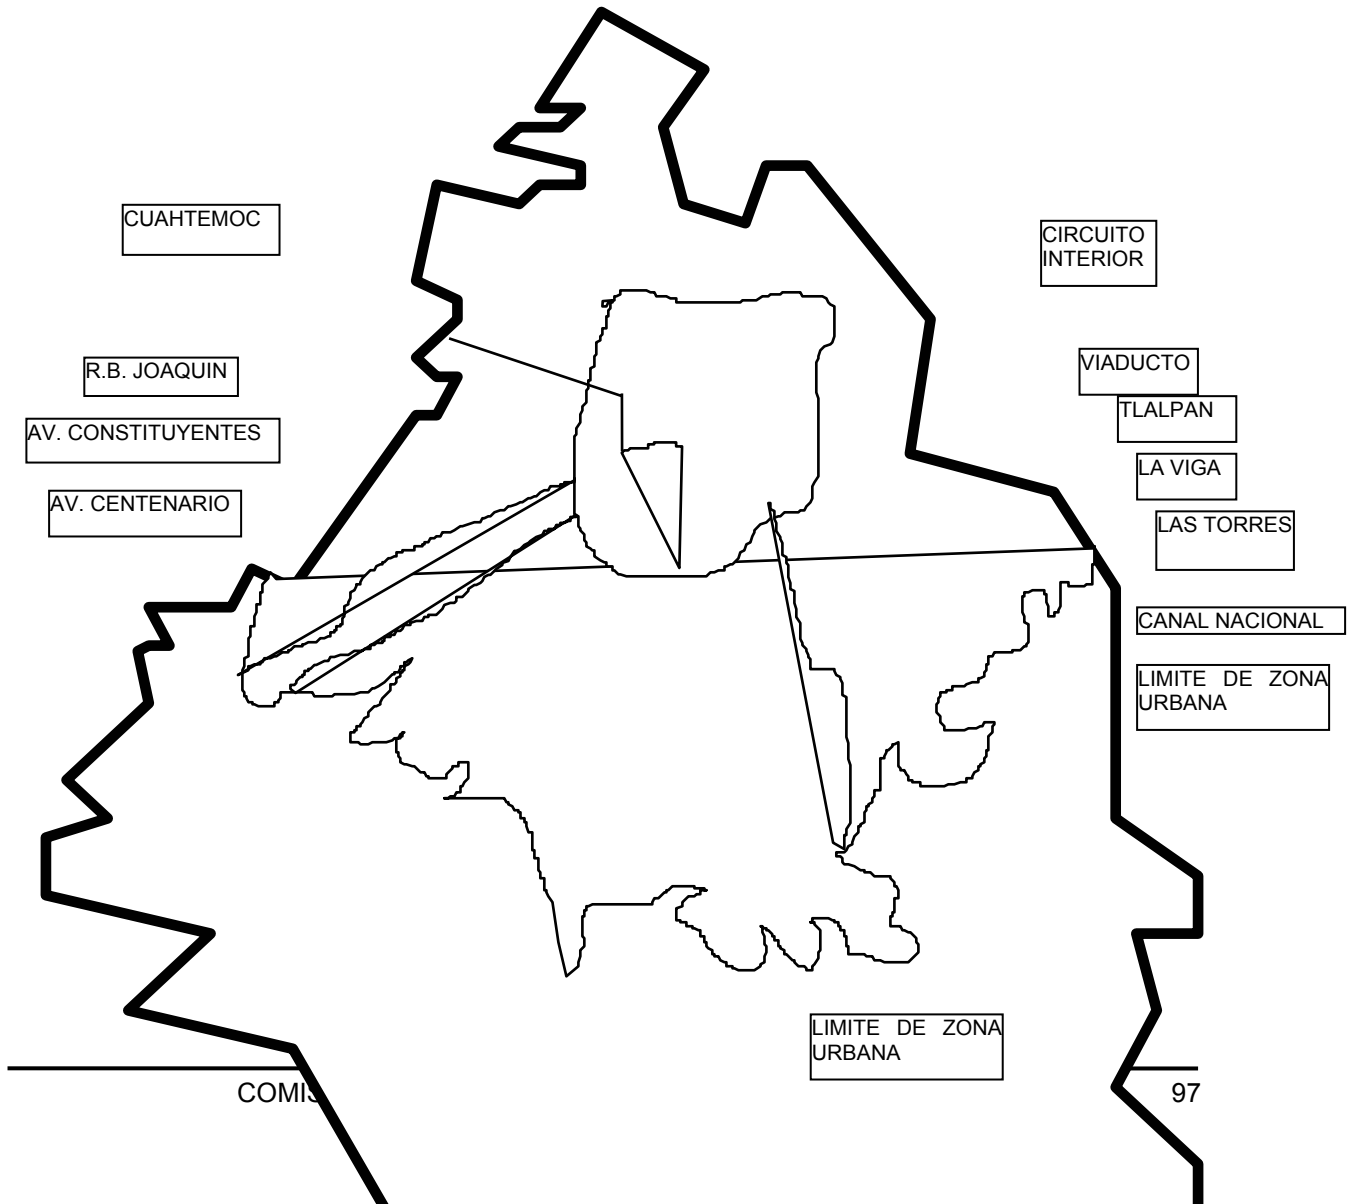 CUAHTEMOC
CIRCUITO
INTERIOR
R.B. JOAQUIN
VIADUCTO
TLALPAN
AV. CONSTITUYENTES
LA VIGA
AV. CENTENARIO
LAS TORRES
CANAL NACIONAL
LIMITE DE ZONA
URBANA
LIMITE DE ZONA
URBANA
97